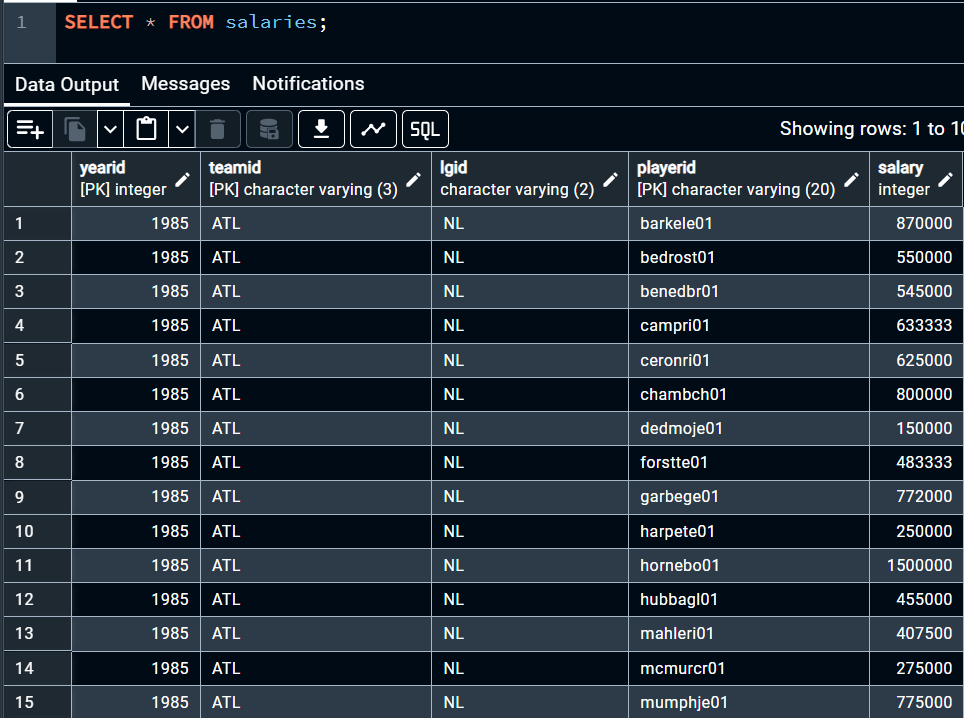 1 SELECT * FROM salaries;
Data Output Messages Notifications
SQL Showing rows: 1 to
yearid teamid lgid playerid salary
[PK] integer [PK] character varying (3) character varying (2) [PK] character varying (20) integer
1 1985 ATL NL barkele01 870000
2 1985 ATL NL bedrost01 550000
3 1985 ATL NL benedbr01 545000
4 1985 ATL NL campri01 633333
5 1985 ATL NL ceronri01 625000
6 1985 ATL NL chambch01 800000
7 1985 ATL NL dedmoje01 150000
8 1985 ATL NL forstte01 483333
9 1985 ATL NL garbege01 772000
10 1985 ATL NL harpete01 250000
11 1985 ATL NL hornebo01 1500000
12 1985 ATL NL hubbagl01 455000
13 1985 ATL NL mahleri01 407500
14 1985 ATL NL mcmurcr01 275000
15 1985 ATL NL mumphje01 775000